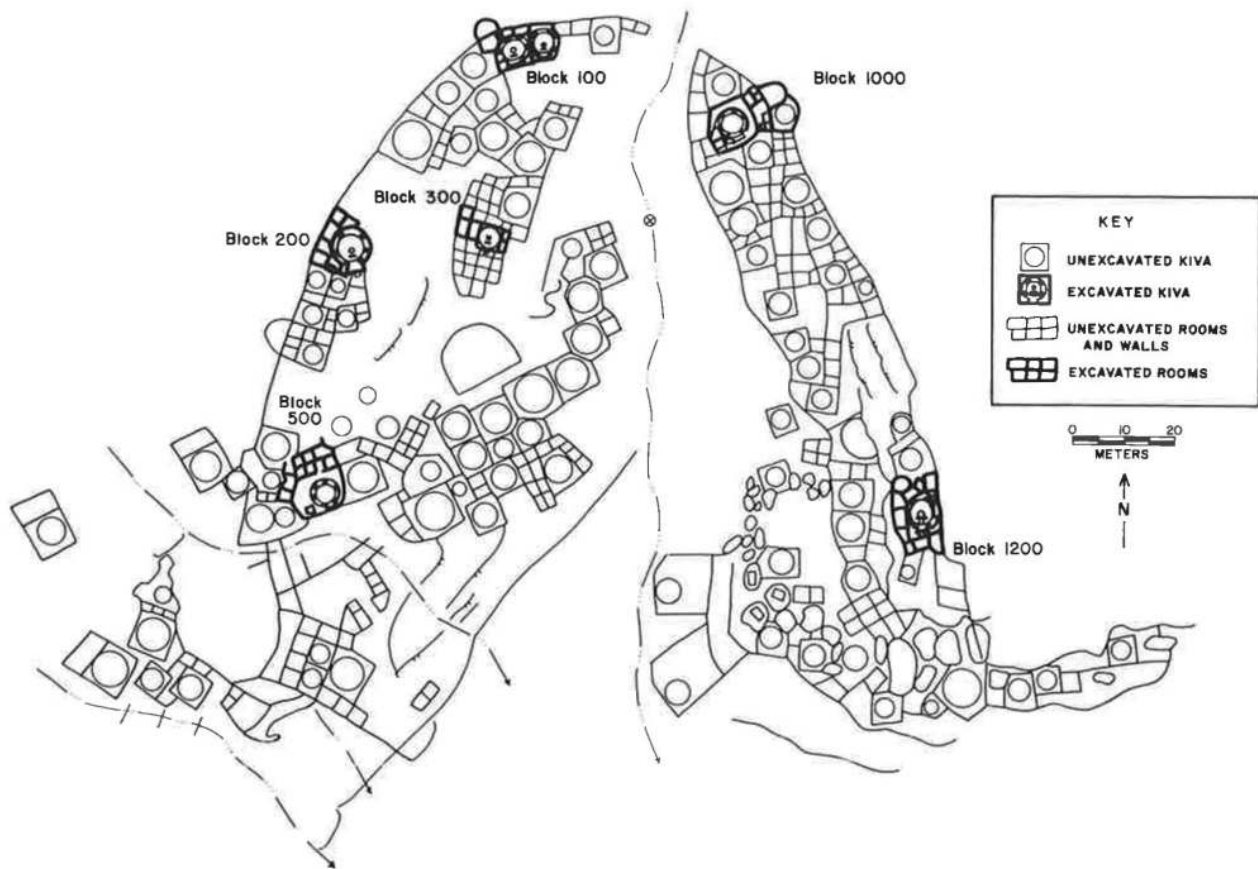 Block 100
Block 1000
Block 300
Block 200
Block
500
Block 1200
KEY
UNEXCAVATED KIVA
EXCAVATED KIVA
UNEXCAVATED ROOMS
AND WALLS
EXCAVATED ROOMS
0 10 20
METERS
N